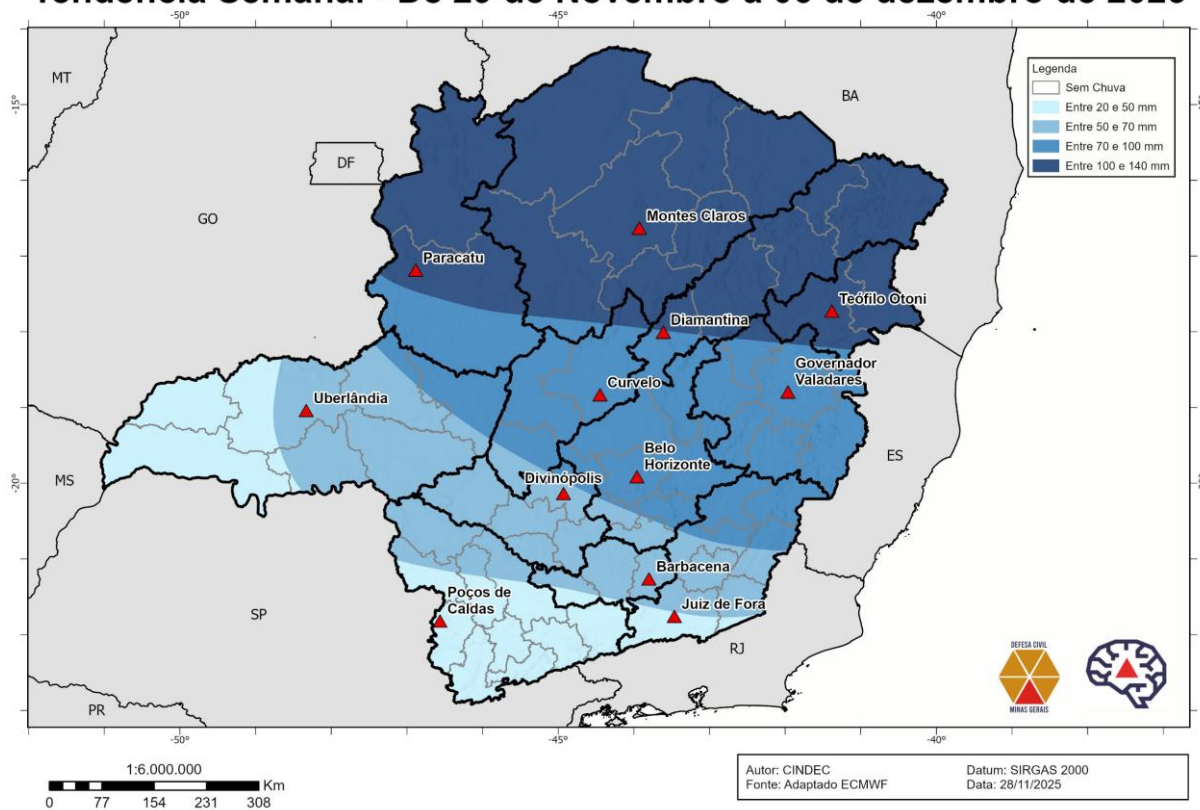 Tendência Semanal - De 29 de Novembro a 05 de dezembro de 2025
-50°
-45°
-40°
MT
BA
Legenda
Sem Chuva
Entre 20 e 50 mm
Entre 50 e 70 mm
Entre 70 e 100 mm
Entre 100 e 140 mm
-15°
-15°
DF
GO
Montes Claros
Paracatu
Teófilo Otoni
Diamantina
Governador
Valadares
Curvelo
Uberlândia
Belo
Horizonte
Divinópolis
ES
MS
-20°
-20°
Barbacena
Poços de
Caldas
Juiz de Fora
SP
RJ
DEFESA CIVIL
MINAS GERAIS
PR
-50°
-45°
-40°
1:6.000.000
Km
0 77 154 231 308
Autor: CINDEC
Fonte: Adaptado ECMWF
Datum: SIRGAS 2000
Data: 28/11/2025